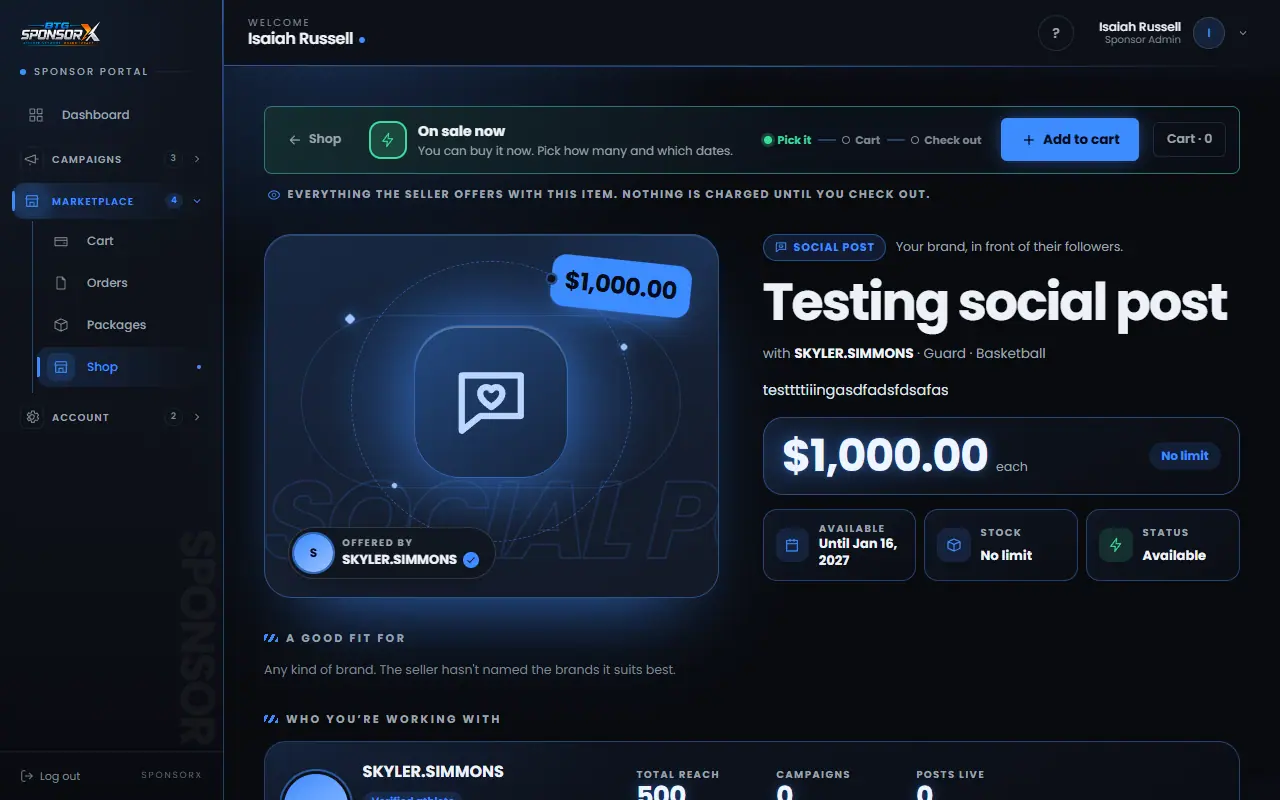 BTG
SPONSORX
SPONSOR PORTAL
Dashboard
CAMPAIGNS 3
MARKETPLACE 4
Cart
Orders
Packages
Shop
ACCOUNT 2
SPONSOR
Log out
SPONSORX
WELCOME
Isaiah Russell
?
Isaiah Russell
Sponsor Admin
I
Shop
On sale now
You can buy it now. Pick how many and which dates.
Pick it
Cart
Check out
+ Add to cart
Cart · 0
EVERYTHING THE SELLER OFFERS WITH THIS ITEM. NOTHING IS CHARGED UNTIL YOU CHECK OUT.
$1,000.00
SOCIAL P
S
OFFERED BY
SKYLER.SIMMONS
SOCIAL POST
Your brand, in front of their followers.
Testing social post
with SKYLER.SIMMONS · Guard · Basketball
testtttiiingasdfadsfdsafas
$1,000.00 each
No limit
AVAILABLE
Until Jan 16,
2027
STOCK
No limit
STATUS
Available
A GOOD FIT FOR
Any kind of brand. The seller hasn't named the brands it suits best.
WHO YOU'RE WORKING WITH
SKYLER.SIMMONS
Verified athlete
TOTAL REACH
500
CAMPAIGNS
0
POSTS LIVE
0